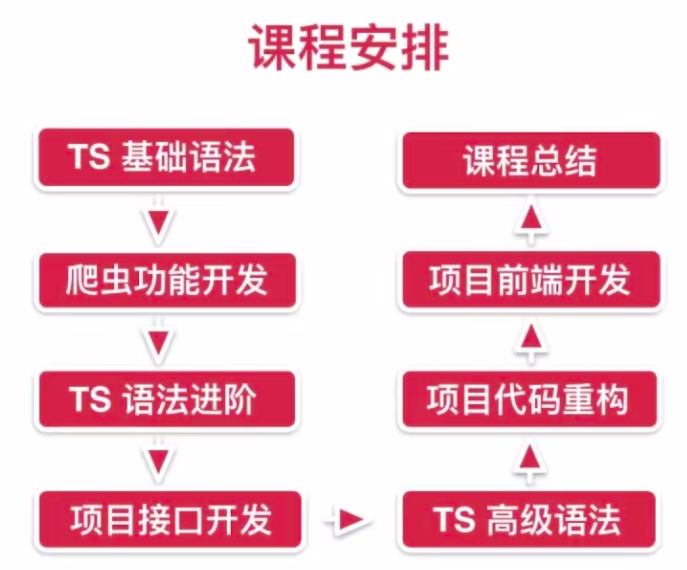 课程安排
TS 基础语法
爬虫功能开发
TS 语法进阶
项目接口开发
TS 高级语法
项目代码重构
项目前端开发
课程总结